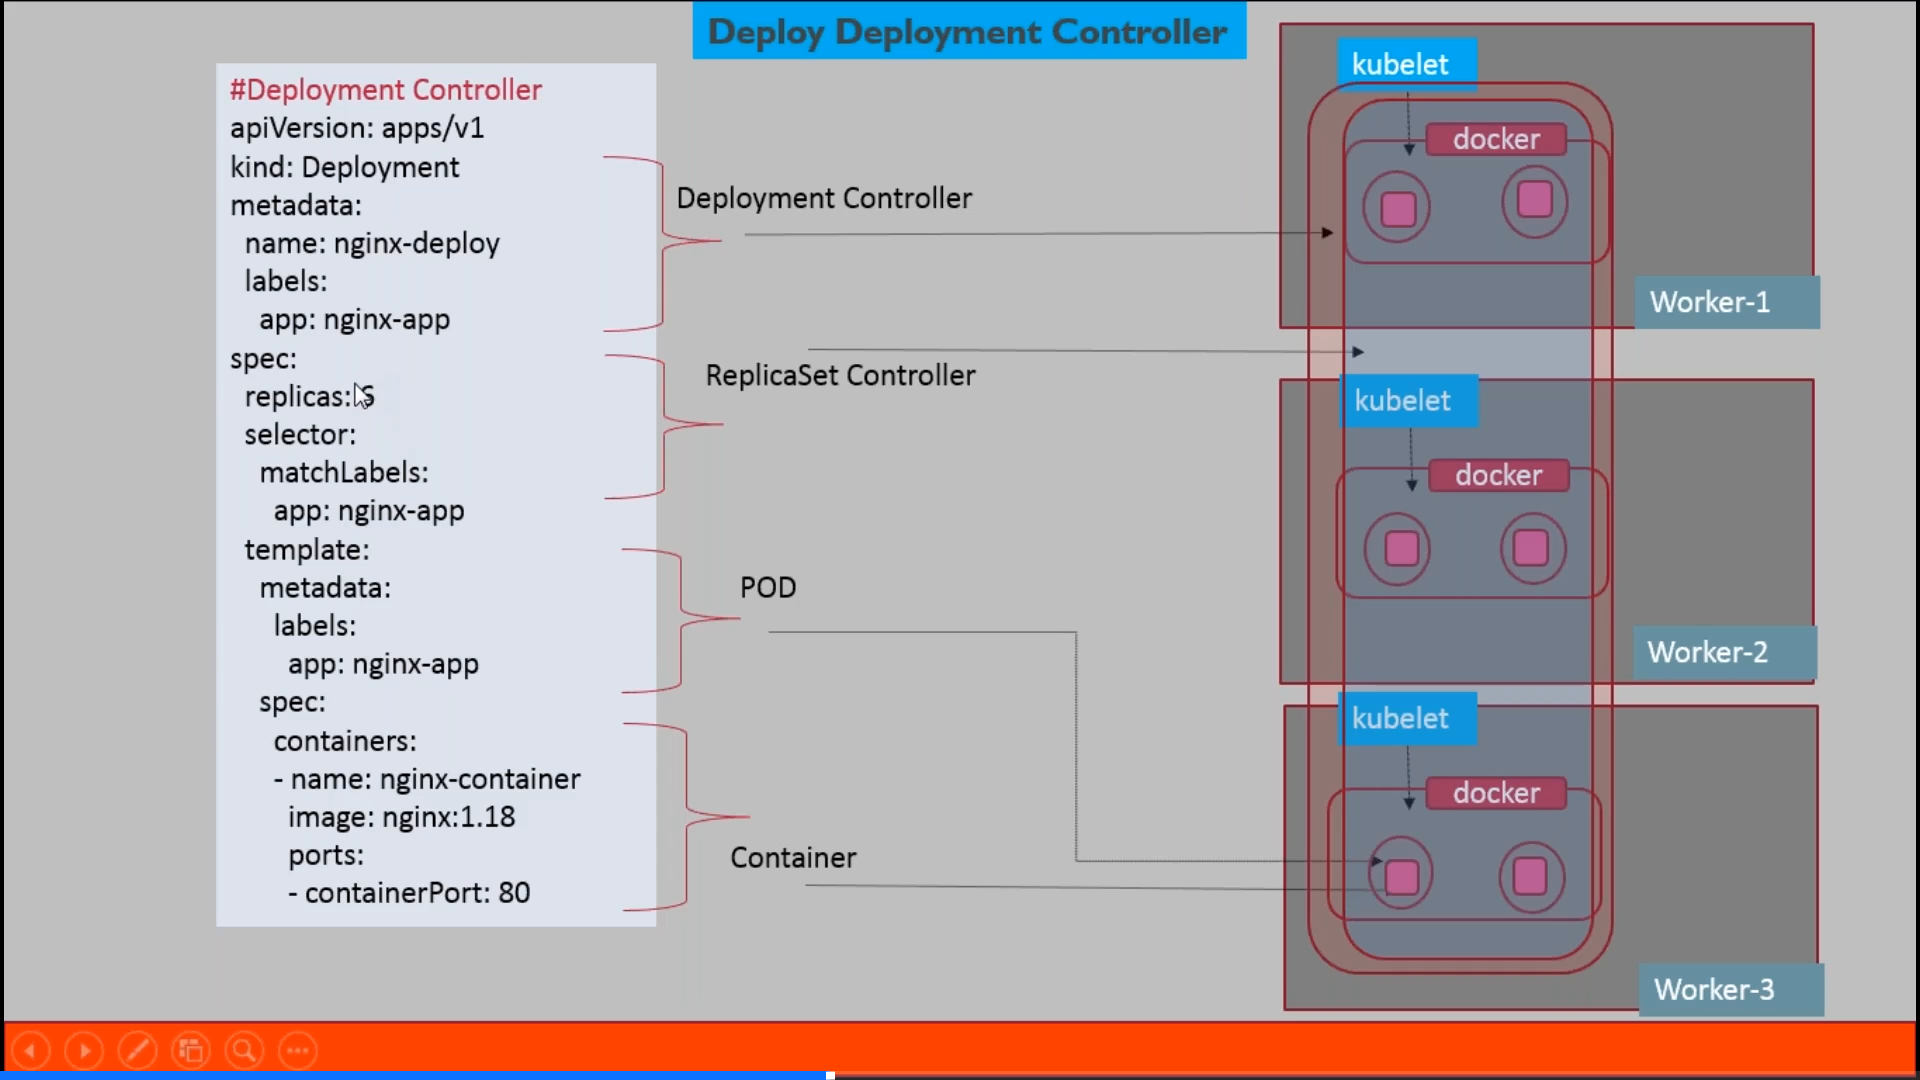 Deploy Deployment Controller
#Deployment Controller
apiVersion: apps/v1
kind: Deployment
metadata:
name: nginx-deploy
labels:
app: nginx-app
spec:
replicas:
selector:
matchLabels:
app: nginx-app
template:
metadata:
labels:
app: nginx-app
spec:
containers:
- name: nginx-container
image: nginx:1.18
ports:
- containerPort: 80
Deployment Controller
ReplicaSet Controller
POD
Container
kubelet
docker
Worker-1
kubelet
docker
Worker-2
kubelet
docker
Worker-3